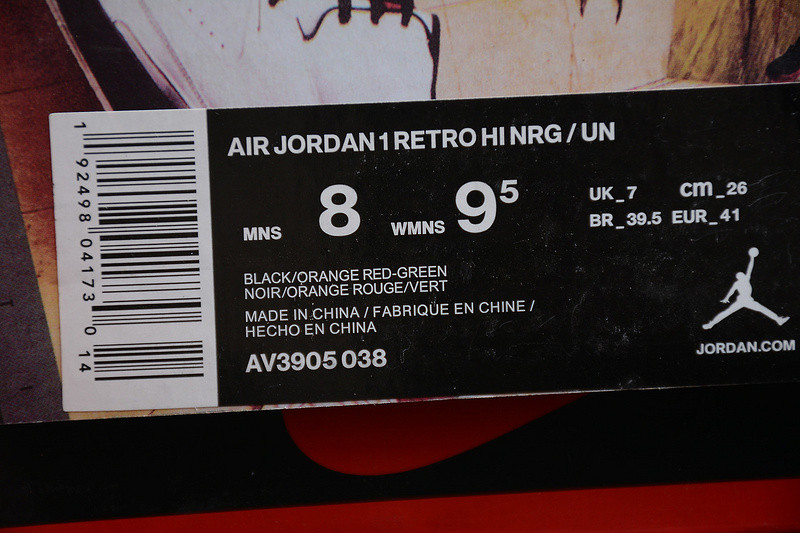 AIR JORDAN 1 RETRO HI NRG / UN
MNS 8 WMNS 9⁵ UK_7 cm_26
BR_39.5 EUR_41
BLACK/ORANGE RED-GREEN
NOIR/ORANGE ROUGE/VERT
MADE IN CHINA / FABRIQUE EN CHINE /
HECHO EN CHINA
AV3905 038
JORDAN.COM
1 92498 04173 0 14